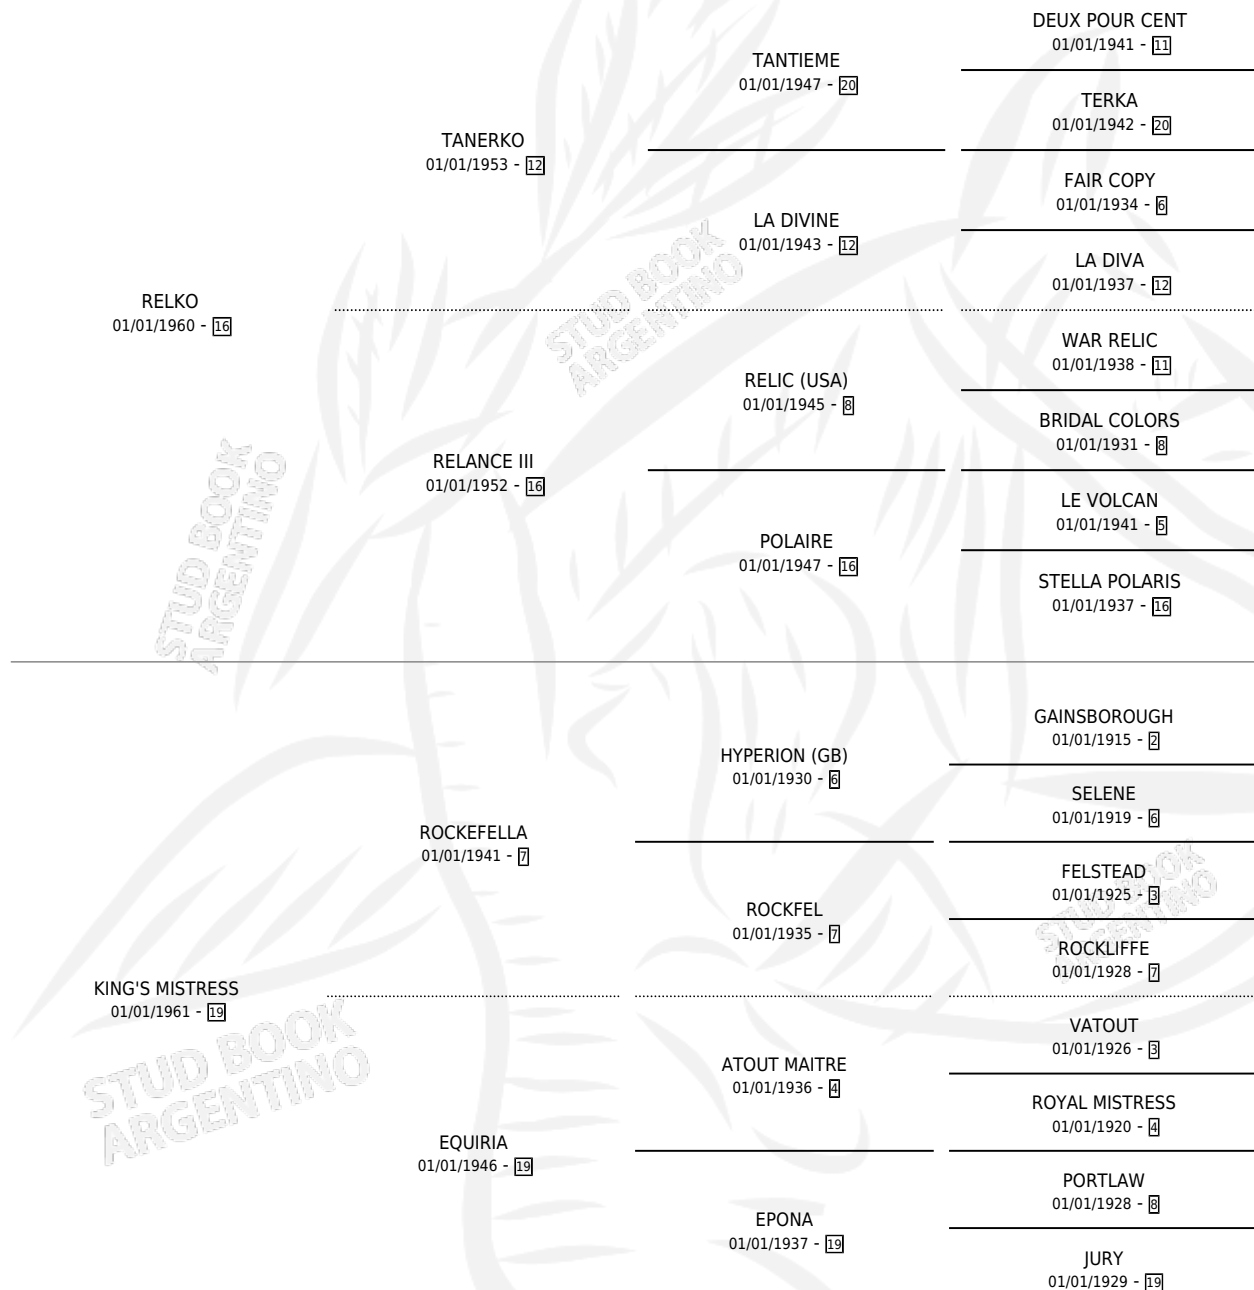 DEUX POUR CENT
01/01/1941 - 11
TANTIEME
01/01/1947 - 20
TERKA
01/01/1942 - 20
TANERKO
01/01/1953 - 12
FAIR COPY
01/01/1934 - 6
LA DIVINE
01/01/1943 - 12
LA DIVA
01/01/1937 - 12
RELKO
01/01/1960 - 16
WAR RELIC
01/01/1938 - 11
RELIC (USA)
01/01/1945 - 8
BRIDAL COLORS
01/01/1931 - 8
RELANCE III
01/01/1952 - 16
LE VOLCAN
01/01/1941 - 5
POLAIRE
01/01/1947 - 16
STELLA POLARIS
01/01/1937 - 16
GAINSBOROUGH
01/01/1915 - 2
HYPERION (GB)
01/01/1930 - 6
SELENE
01/01/1919 - 6
ROCKEFELLA
01/01/1941 - 7
FELSTEAD
01/01/1925 - 3
ROCKFEL
01/01/1935 - 7
ROCKLIFFE
01/01/1928 - 7
KING'S MISTRESS
01/01/1961 - 19
VATOUT
01/01/1926 - 3
ATOUT MAITRE
01/01/1936 - 4
ROYAL MISTRESS
01/01/1920 - 4
EQUIRIA
01/01/1946 - 19
PORTLAW
01/01/1928 - 8
EPONA
01/01/1937 - 19
JURY
01/01/1929 - 19
STUD BOOK
ARGENTINO
STUD BOOK
ARGENTINO
STUD BOOK
ARGENTINO
STUD BOOK
ARGENTINO